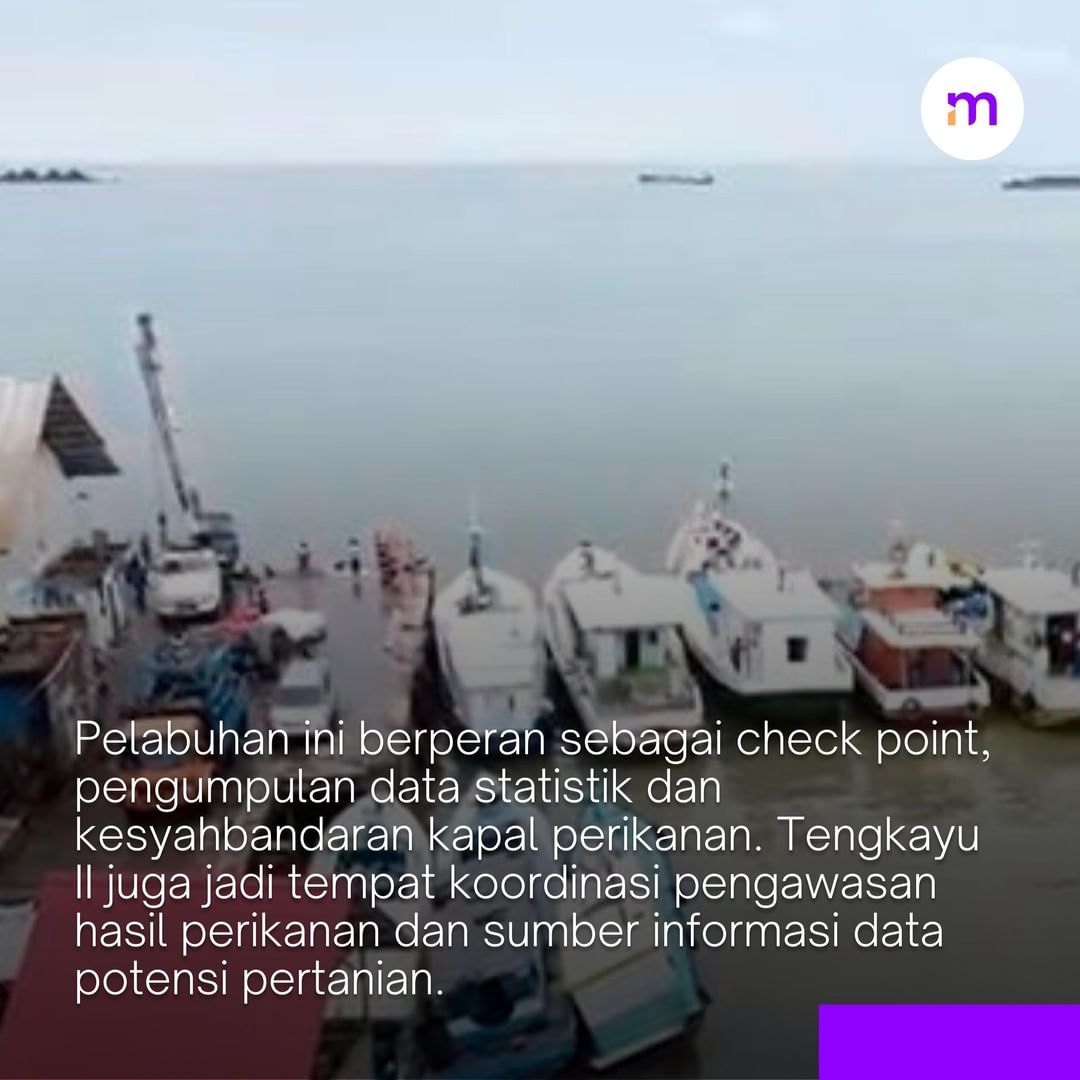 m
Pelabuhan ini berperan sebagai check point,
pengumpulan data statistik dan
kesyahbandaran kapal perikanan. Tengkayu
II juga jadi tempat koordinasi pengawasan
hasil perikanan dan sumber informasi data
potensi pertanian.